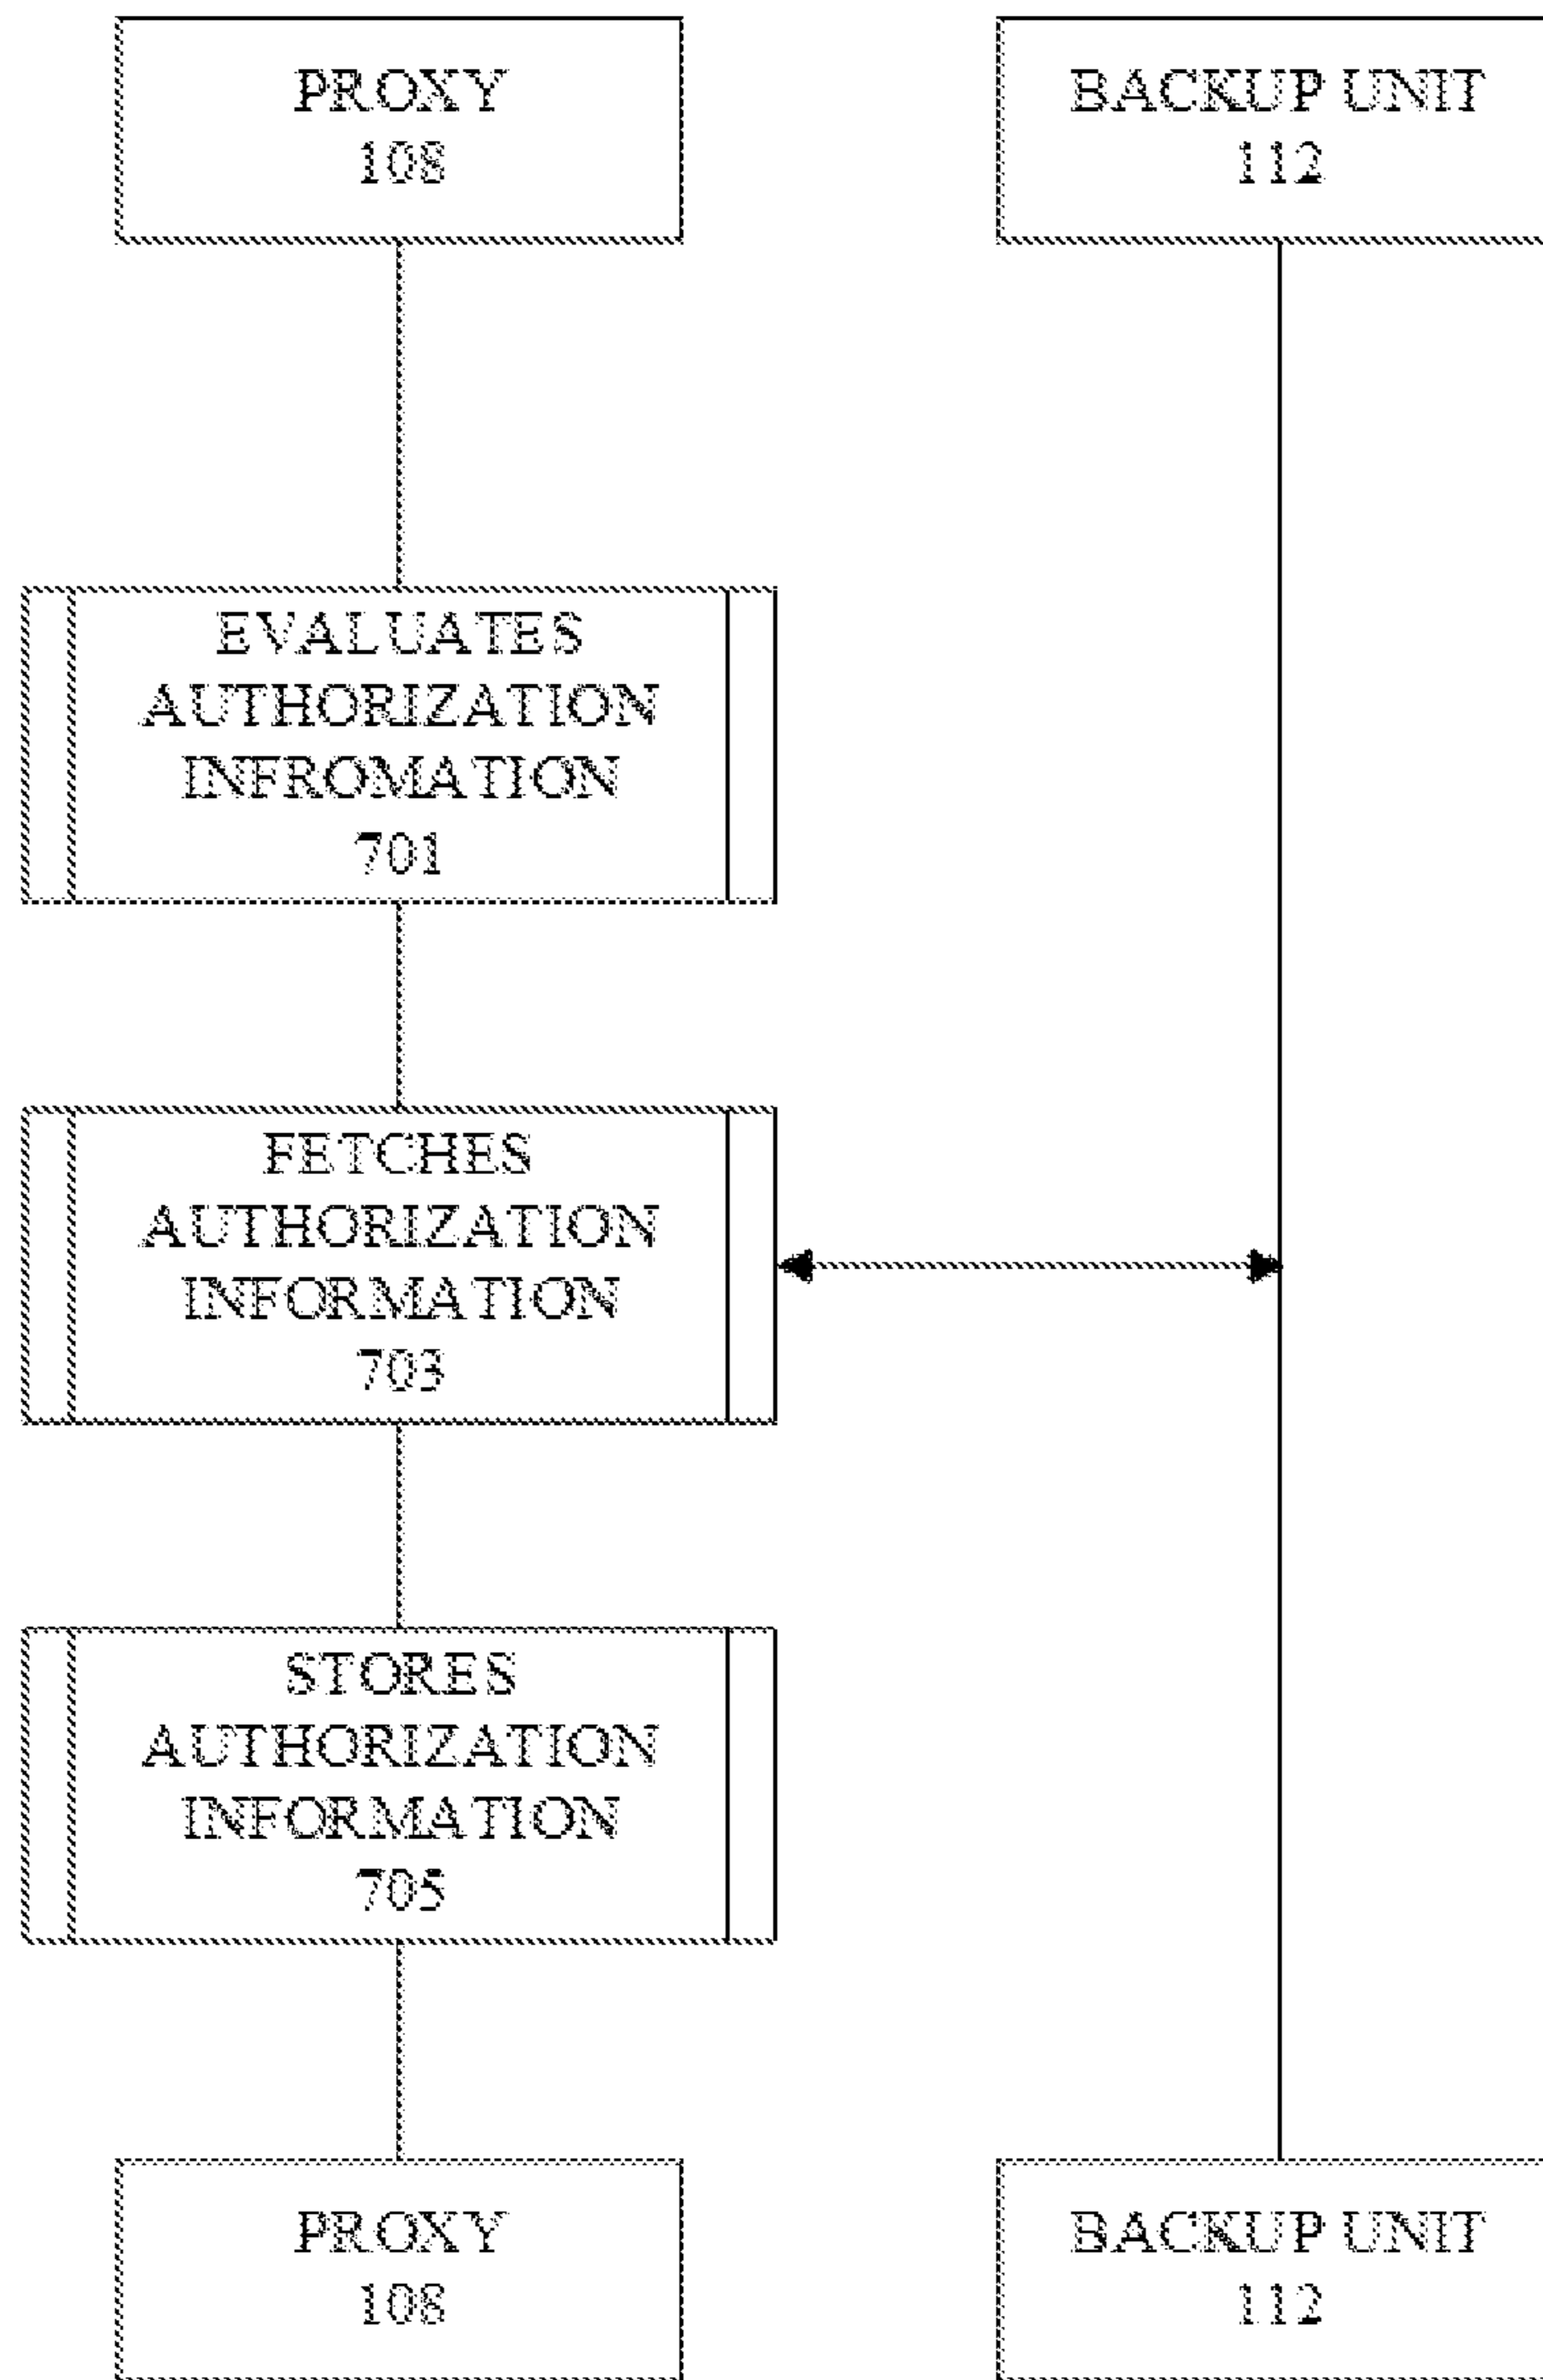 PROXY
108
BACKUP UNIT
112
EVALUATES
AUTHORIZATION
INFROMATION
701
FETCHES
AUTHORIZATION
INFORMATION
703
STORES
AUTHORIZATION
INFORMATION
705
PROXY
108
BACKUP UNIT
112